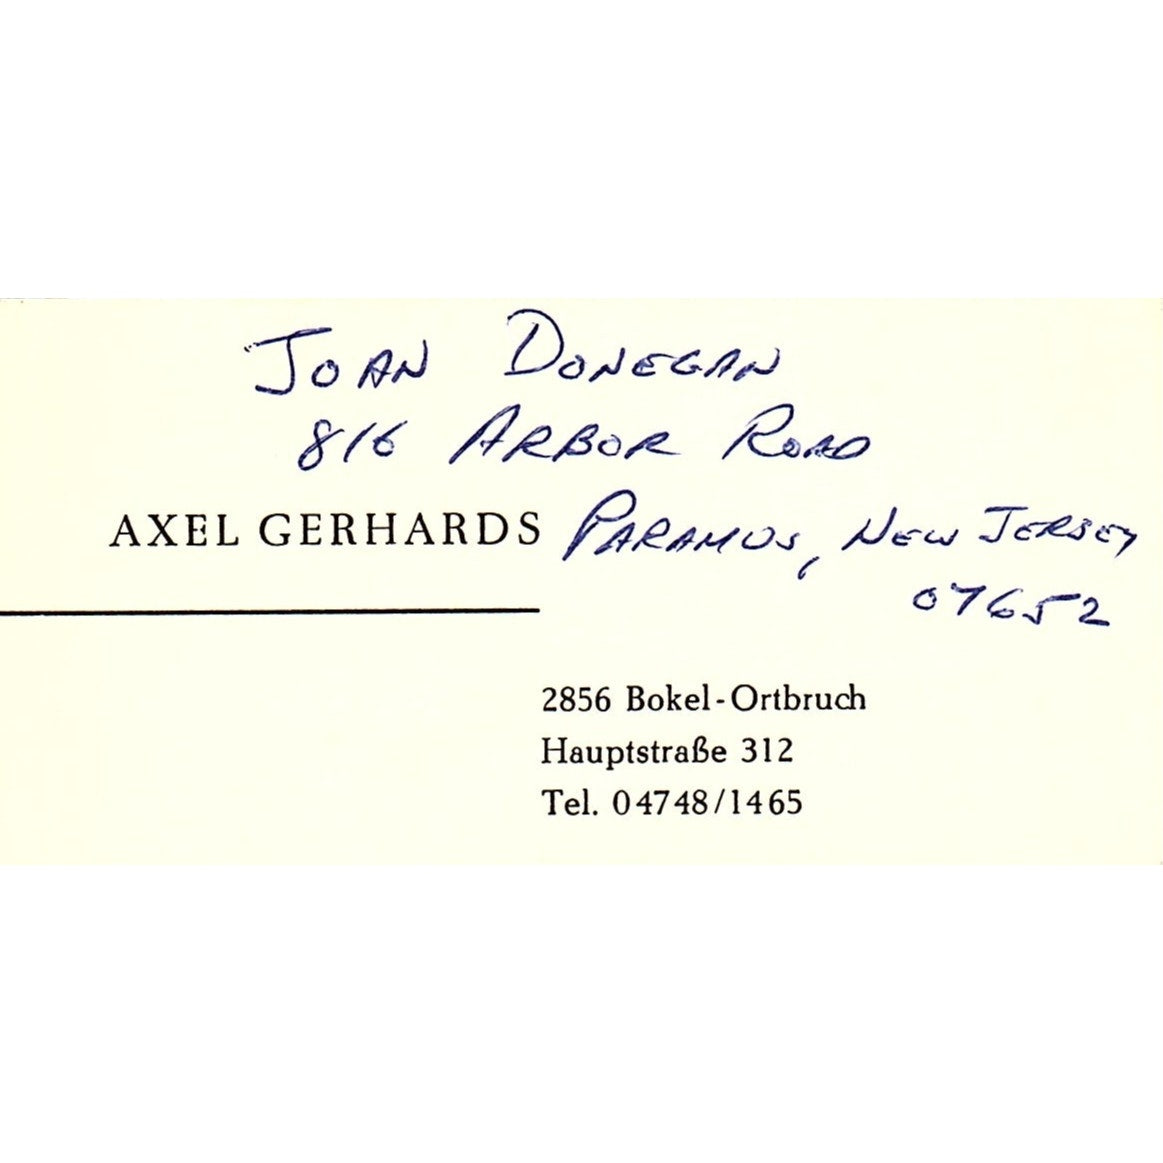 JOAN DONEGAN
816 ARBOR ROAD
AXEL GERHARDS PARAMUS, NEW JERSEY
07652
2856 Bokel-Ortbruch
Hauptstraße 312
Tel. 04748/1465